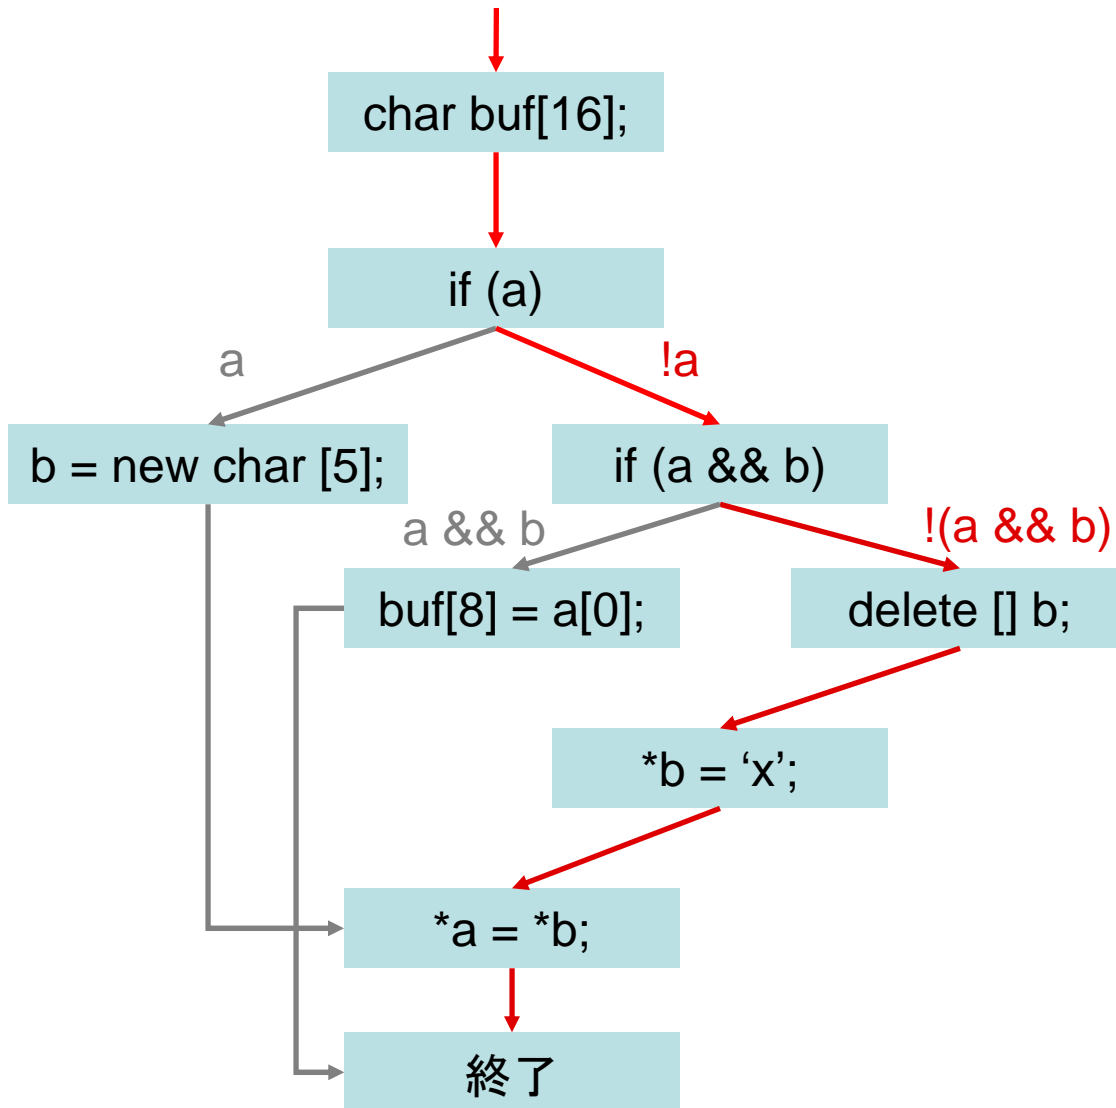 char buf[16];
if (a)
a
!a
b = new char [5];
if (a && b)
a && b
!(a && b)
buf[8] = a[0];
delete [] b;
*b = ‘x’;
*a = *b;
終了